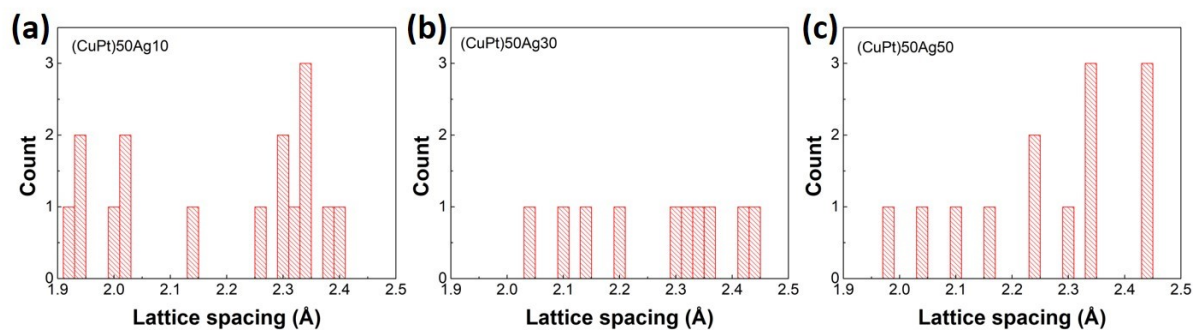 (a)
(CuPt)50Ag10
3
2
1
0
Count
1.9 2.0 2.1 2.2 2.3 2.4 2.5
Lattice spacing (Å)
(b)
(CuPt)50Ag30
3
2
1
0
Count
1.9 2.0 2.1 2.2 2.3 2.4 2.5
Lattice spacing (Å)
(c)
(CuPt)50Ag50
3
2
1
0
Count
1.9 2.0 2.1 2.2 2.3 2.4 2.5
Lattice spacing (Å)